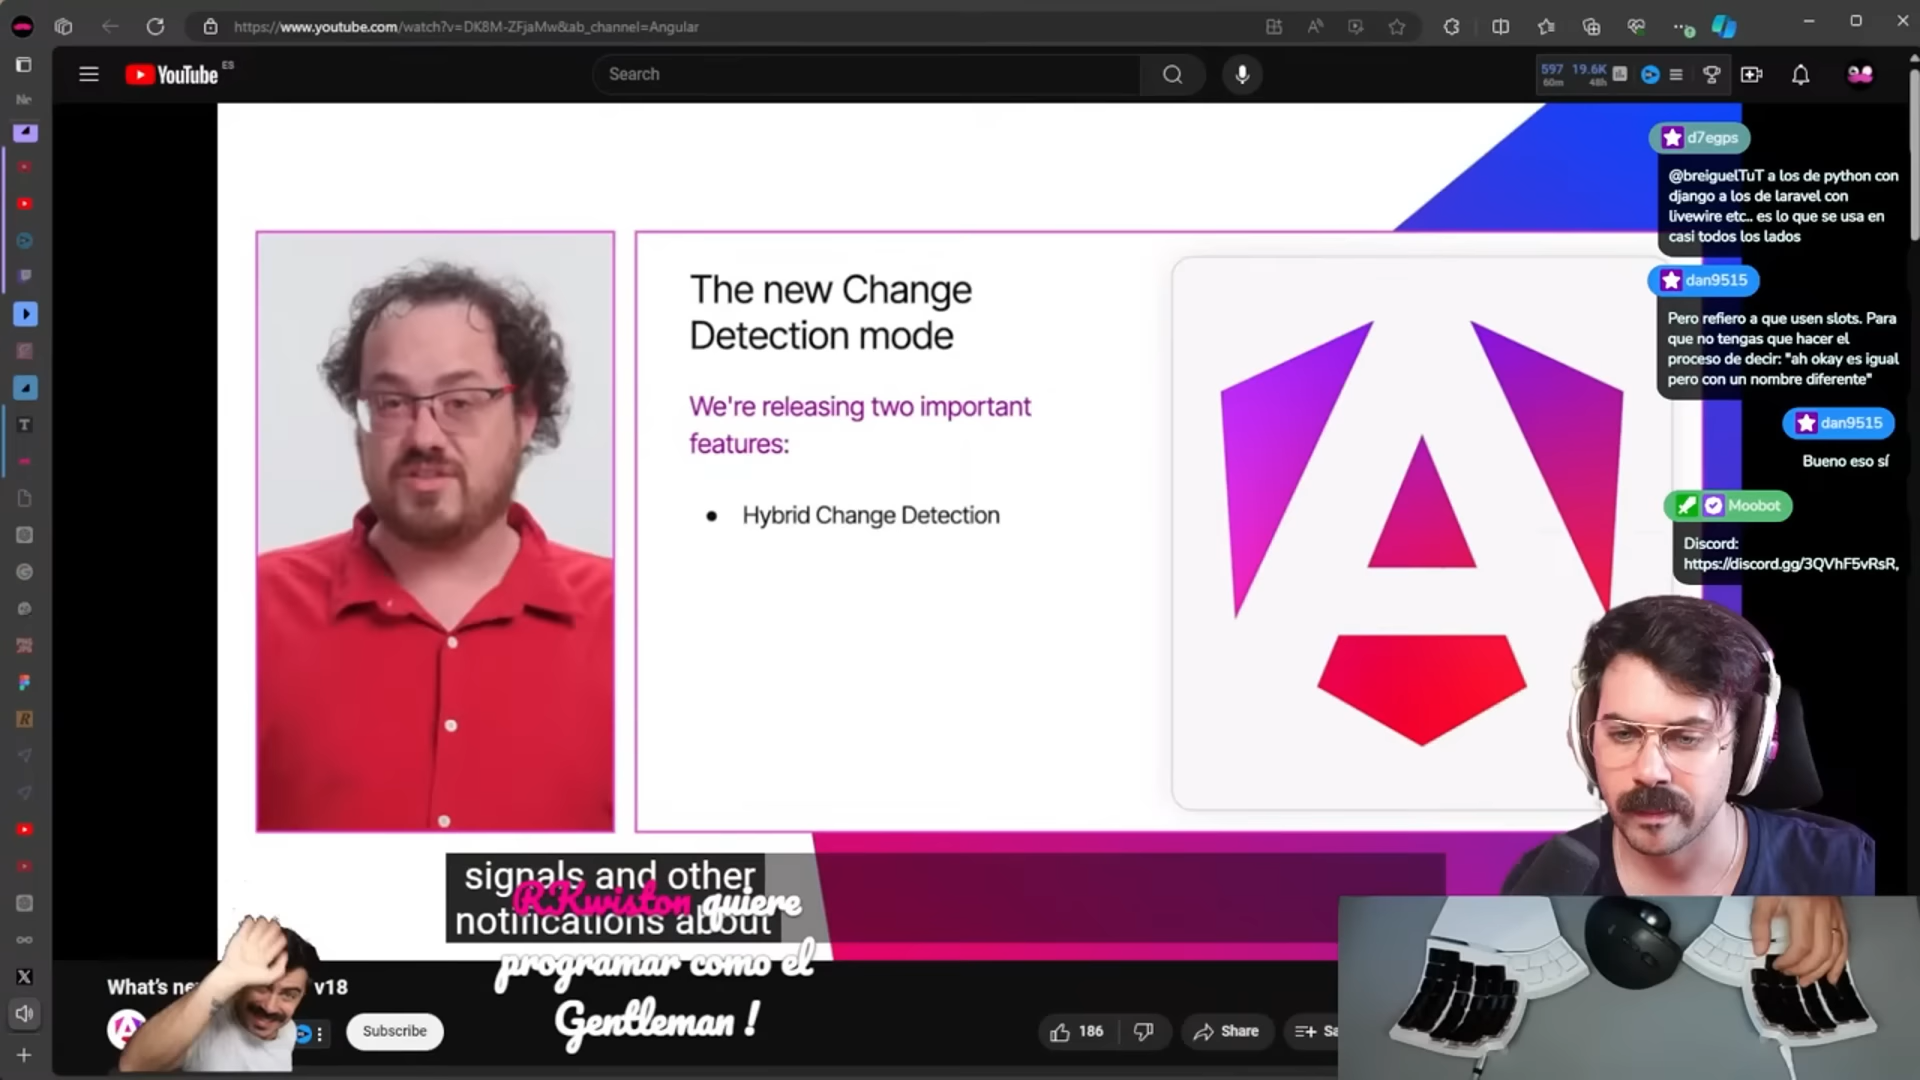 https://www.youtube.com/watch?v=DK8M-ZFjaMw&ab_channel=Angular
YouTube ES
Search
597 19.6K
60m 48h
The new Change
Detection mode
We're releasing two important
features:
Hybrid Change Detection
d7egps
@breiguelTuT a los de python con
django a los de laravel con
livewire etc.. es lo que se usa en
casi todos los lados
dan9515
Pero refiero a que usen slots. Para
que no tengas que hacer el
proceso de decir: "ah okay es igual
pero con un nombre diferente"
dan9515
Bueno eso sí
Moobot
Discord:
https://discord.gg/3QVhF5vRsR,
signals and other
notifications about
RKwiston quiere
programar como el
Gentleman !
What's v18
Subscribe
186
Share